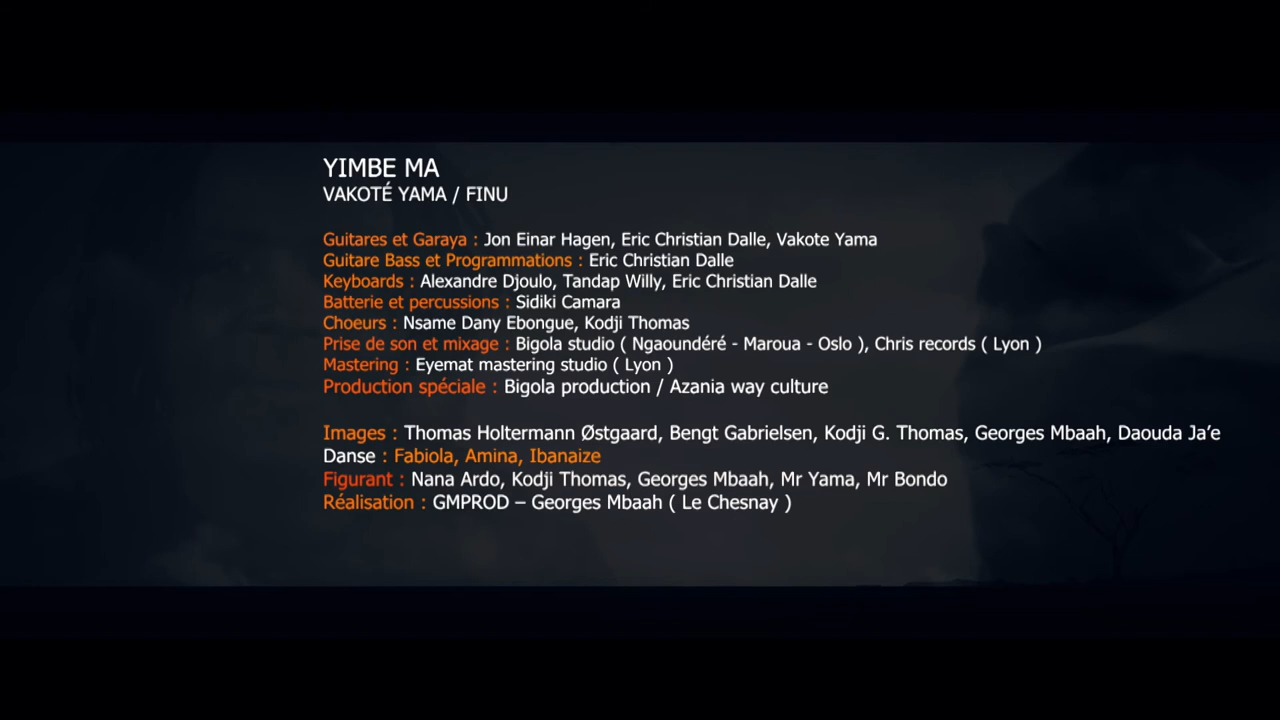 YIMBE MA
VAKOTÉ YAMA / FINU
Guitares et Garaya : Jon Einar Hagen, Eric Christian Dalle, Vakote Yama
Guitare Bass et Programmations : Eric Christian Dalle
Keyboards : Alexandre Djoulo, Tandap Willy, Eric Christian Dalle
Batterie et percussions : Sidiki Camara
Choeurs : Nsame Dany Ebongue, Kodji Thomas
Prise de son et mixage : Bigola studio ( Ngaoundéré - Maroua - Oslo ), Chris records ( Lyon )
Mastering : Eyemat mastering studio ( Lyon )
Production spéciale : Bigola production / Azania way culture
Images : Thomas Holtermann Østgaard, Bengt Gabrielsen, Kodji G. Thomas, Georges Mbaah, Daouda Ja’e
Danse : Fabiola, Amina, Ibanaize
Figurant : Nana Ardo, Kodji Thomas, Georges Mbaah, Mr Yama, Mr Bondo
Réalisation : GMPROD – Georges Mbaah ( Le Chesnay )